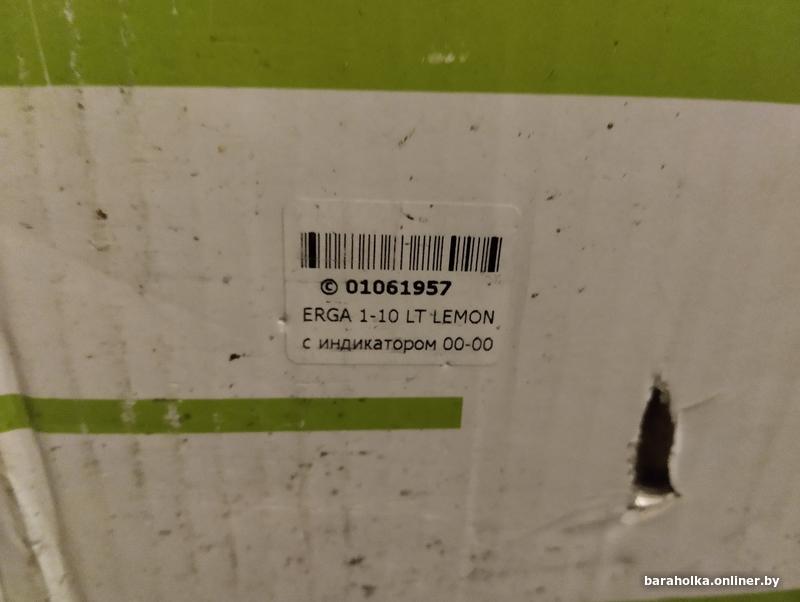 © 01061957
ERGA 1-10 LT LEMON
с индикатором 00-00
baraholka.onliner.by